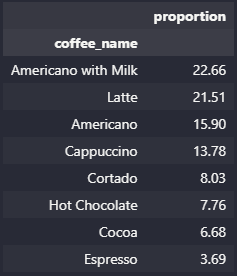 proportion
coffee_name
Americano with Milk 22.66
Latte 21.51
Americano 15.90
Cappuccino 13.78
Cortado 8.03
Hot Chocolate 7.76
Cocoa 6.68
Espresso 3.69